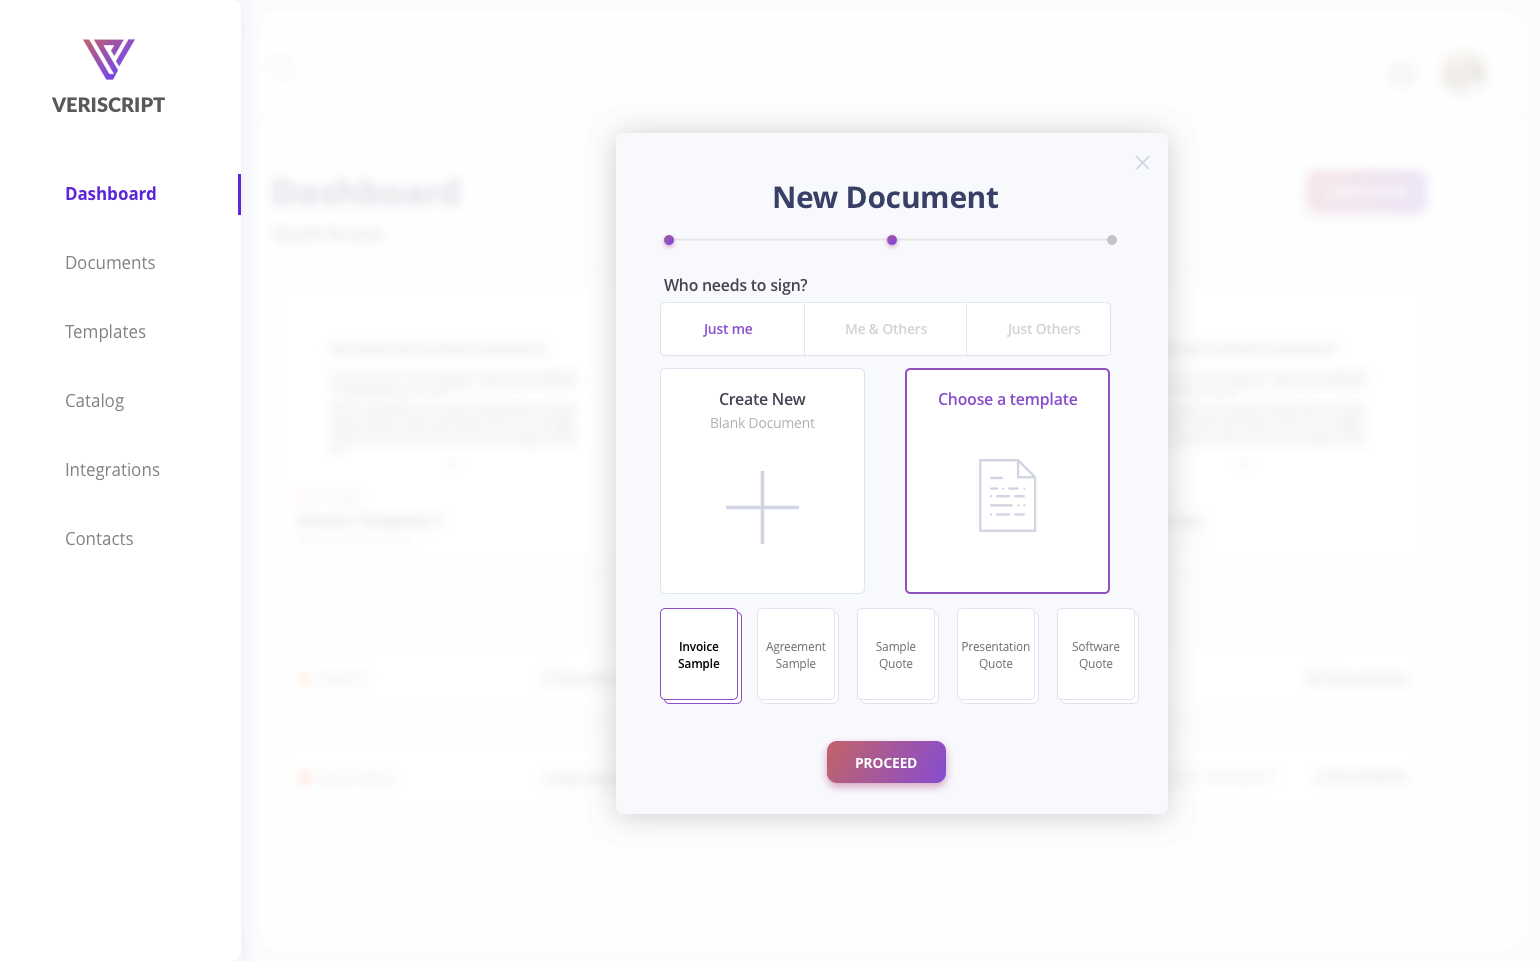 VERISCRIPT
Dashboard
Documents
Templates
Catalog
Integrations
Contacts
Dashboard
New Document
Who needs to sign?
Just me
Me & Others
Just Others
Create New
Blank Document
Choose a template
Invoice
Sample
Agreement
Sample
Sample
Quote
Presentation
Quote
Software
Quote
PROCEED